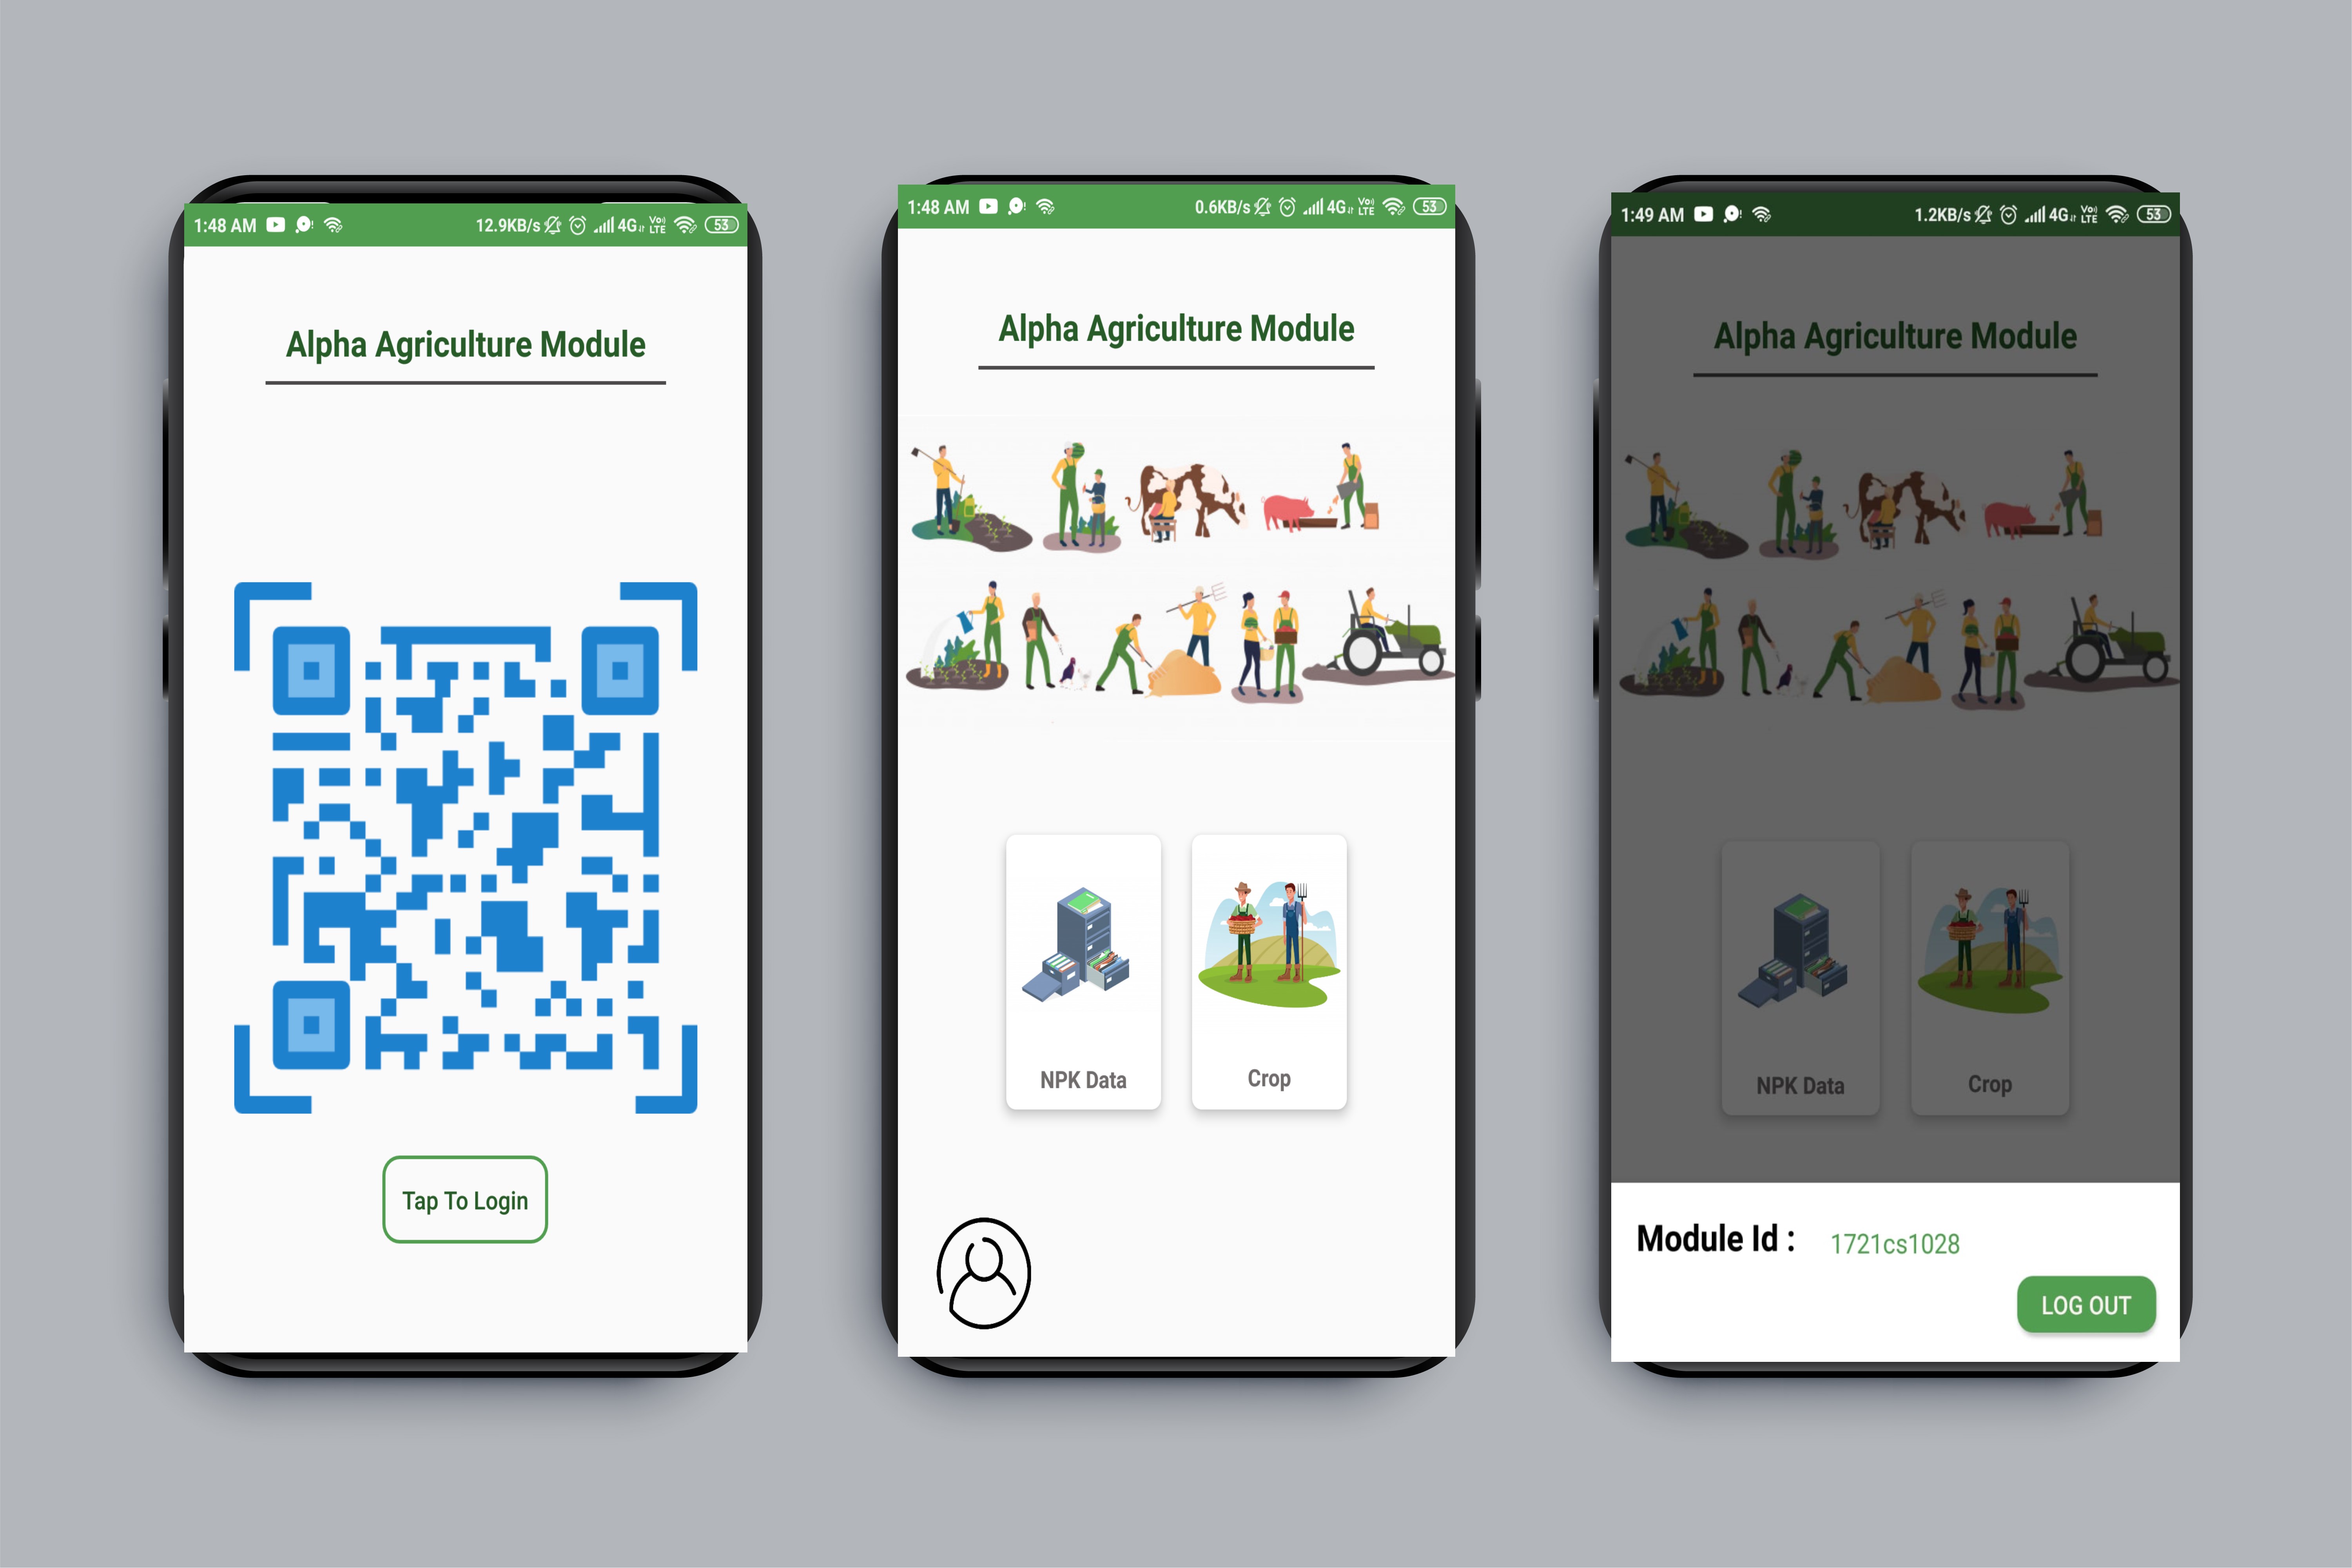 1:48 AM 12.9KB/s 4G Vo) LTE 53
Alpha Agriculture Module
Tap To Login
1:48 AM 0.6KB/s 4G Vo) LTE 53
Alpha Agriculture Module
NPK Data
Crop
1:49 AM 1.2KB/s 4G Vo) LTE 53
Alpha Agriculture Module
NPK Data
Crop
Module Id : 1721cs1028
LOG OUT